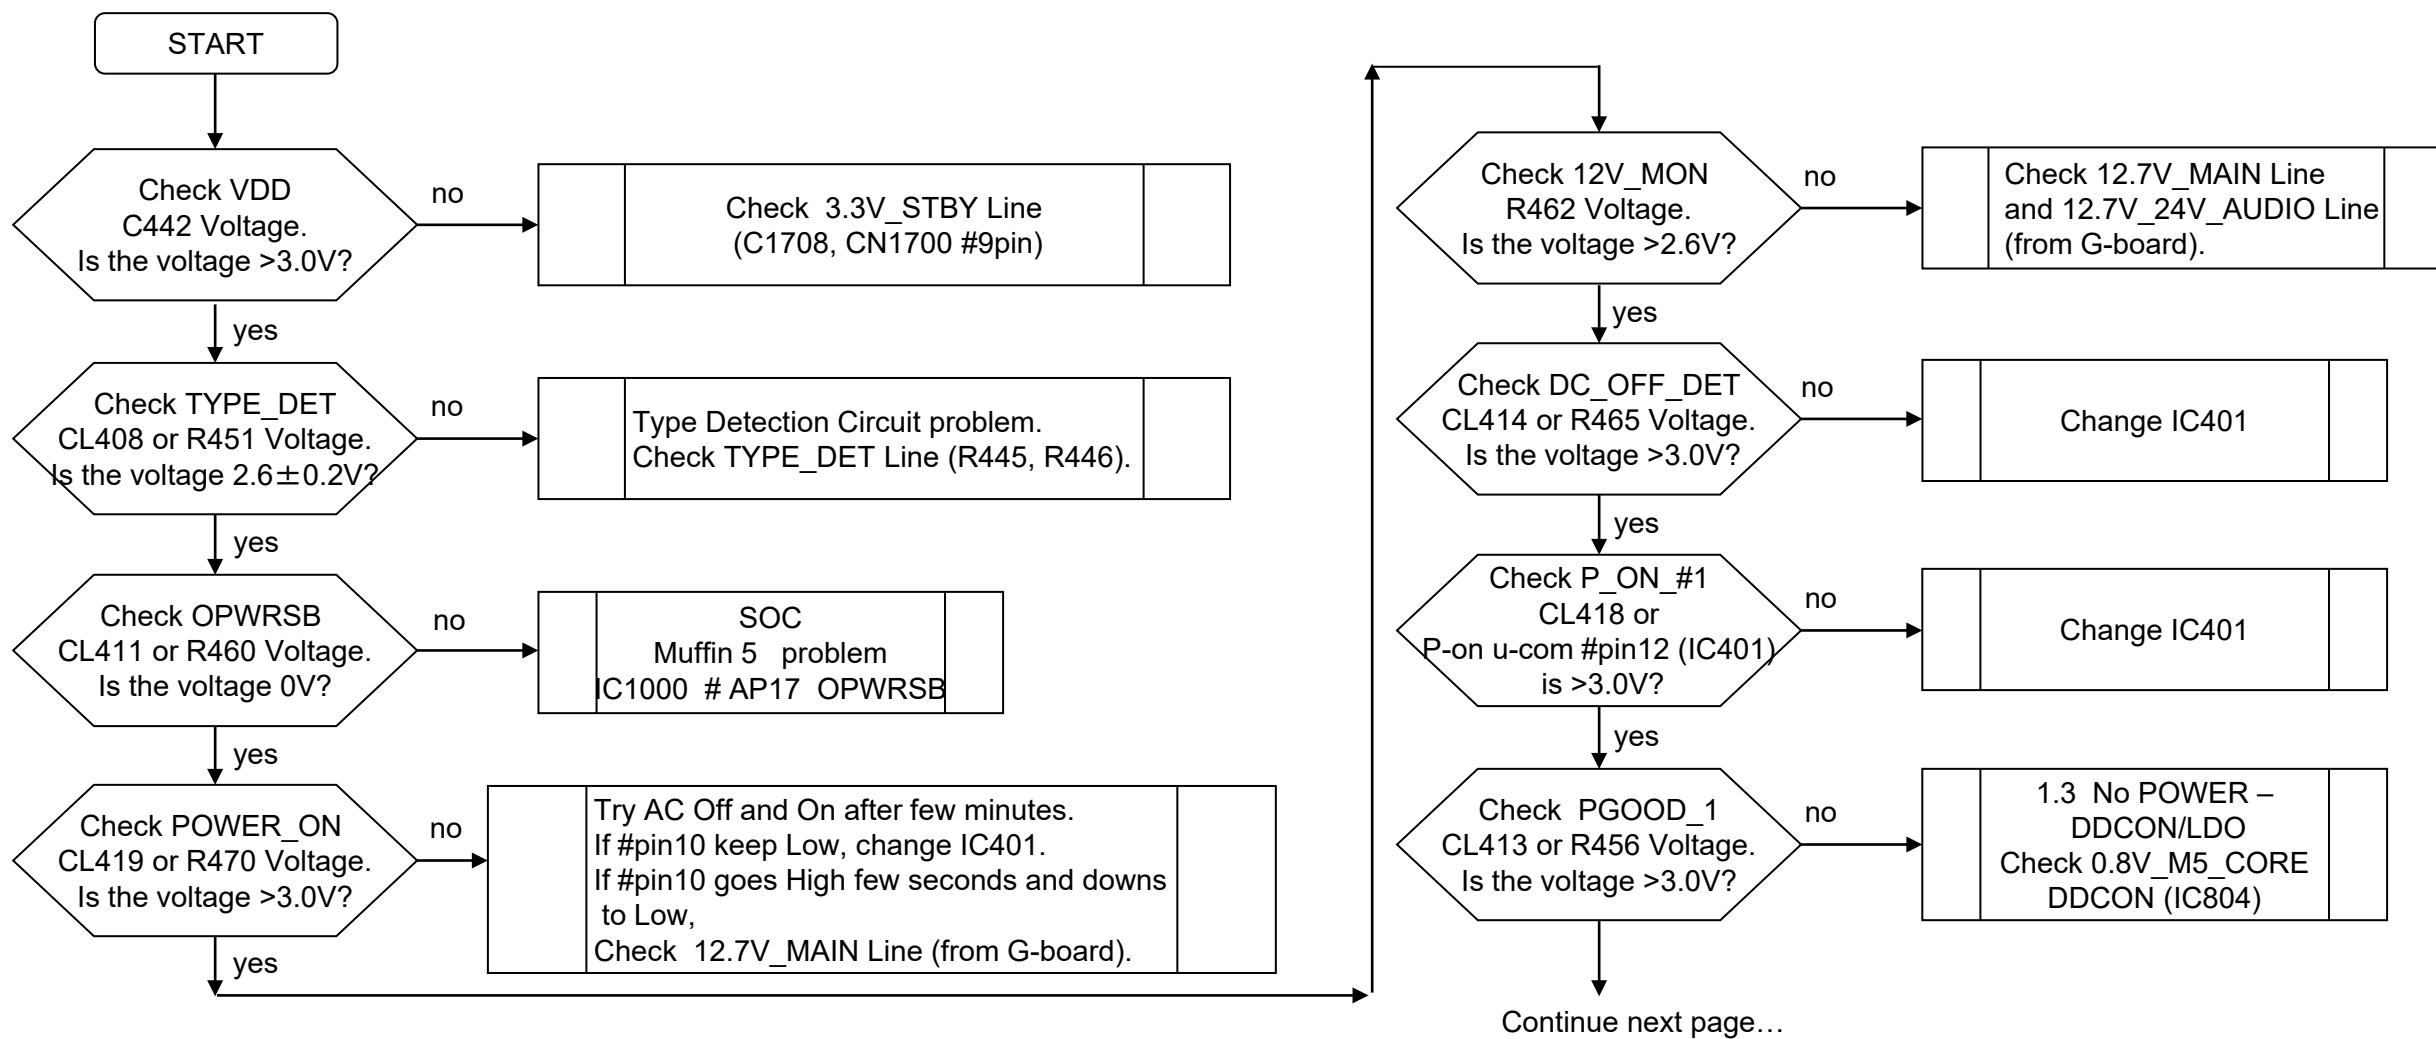 START
Check VDD
C442 Voltage.
Is the voltage >3.0V?
no
Check 3.3V_STBY Line
(C1708, CN1700 #9pin)
yes
Check TYPE_DET
CL408 or R451 Voltage.
Is the voltage 2.6±0.2V?
no
Type Detection Circuit problem.
Check TYPE_DET Line (R445, R446).
yes
Check OPWRSB
CL411 or R460 Voltage.
Is the voltage 0V?
no
SOC
Muffin 5 problem
IC1000 # AP17 OPWRSB
yes
Check POWER_ON
CL419 or R470 Voltage.
Is the voltage >3.0V?
no
Try AC Off and On after few minutes.
If #pin10 keep Low, change IC401.
If #pin10 goes High few seconds and downs
to Low,
Check 12.7V_MAIN Line (from G-board).
yes
Check 12V_MON
R462 Voltage.
Is the voltage >2.6V?
no
Check 12.7V_MAIN Line
and 12.7V_24V_AUDIO Line
(from G-board).
yes
Check DC_OFF_DET
CL414 or R465 Voltage.
Is the voltage >3.0V?
no
Change IC401
yes
Check P_ON_#1
CL418 or
P-on u-com #pin12 (IC401)
is >3.0V?
no
Change IC401
yes
Check PGOOD_1
CL413 or R456 Voltage.
Is the voltage >3.0V?
no
1.3 No POWER –
DDCON/LDO
Check 0.8V_M5_CORE
DDCON (IC804)
Continue next page…